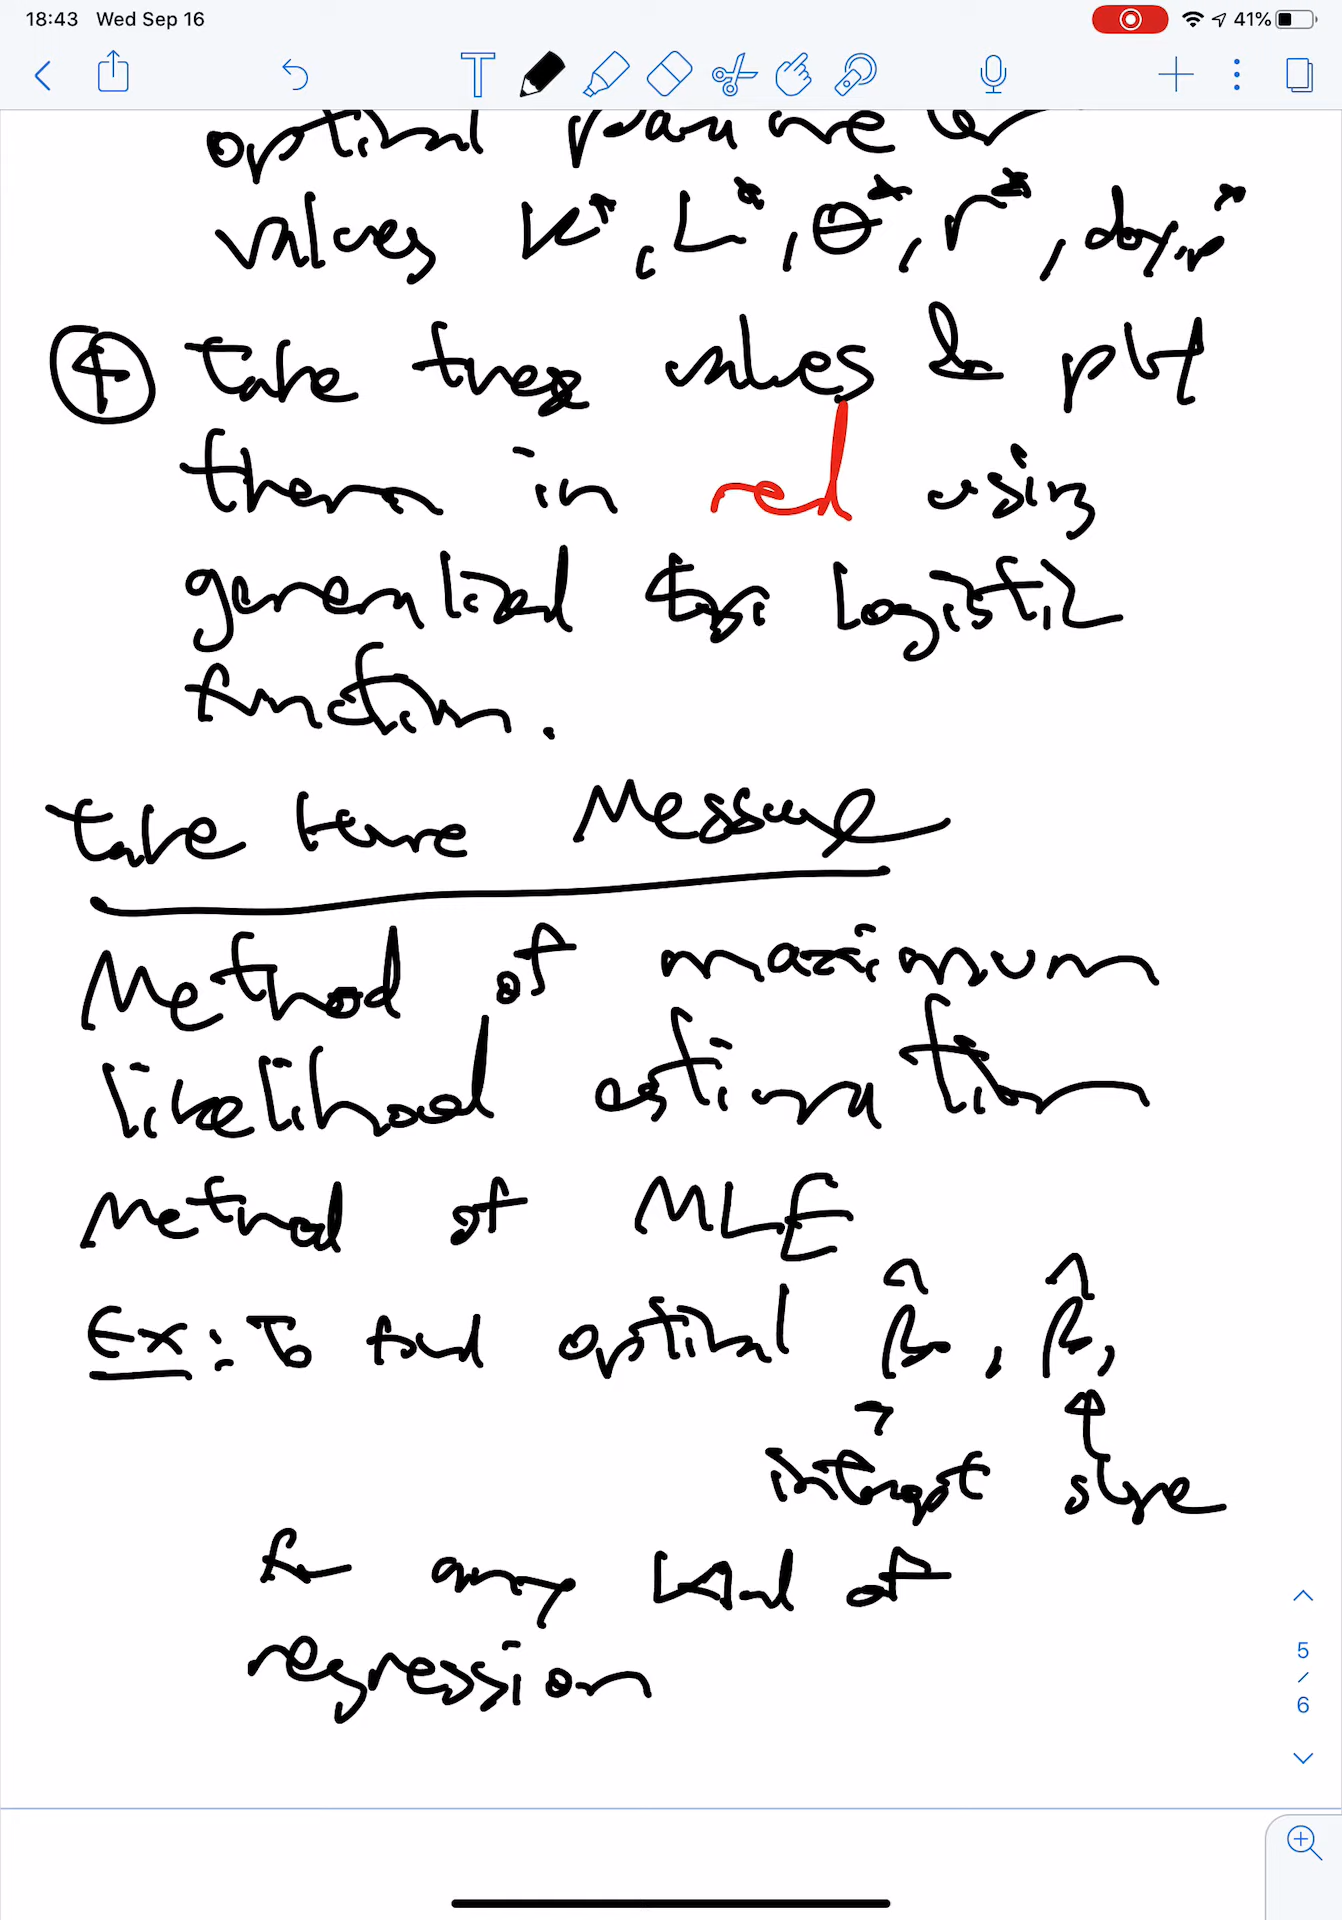 18:43 Wed Sep 16 41%
T
optimal parameter
values K*, L*, θ*, r*,
④ take these values & plot
them in red using
generalized logistic
function.
Take Home Message
Method of maximum
likelihood estimation
Method of MLE
Ex: To find optimal β̂₀, β̂₁
intercept slope
for any kind of
regression
5
/
6